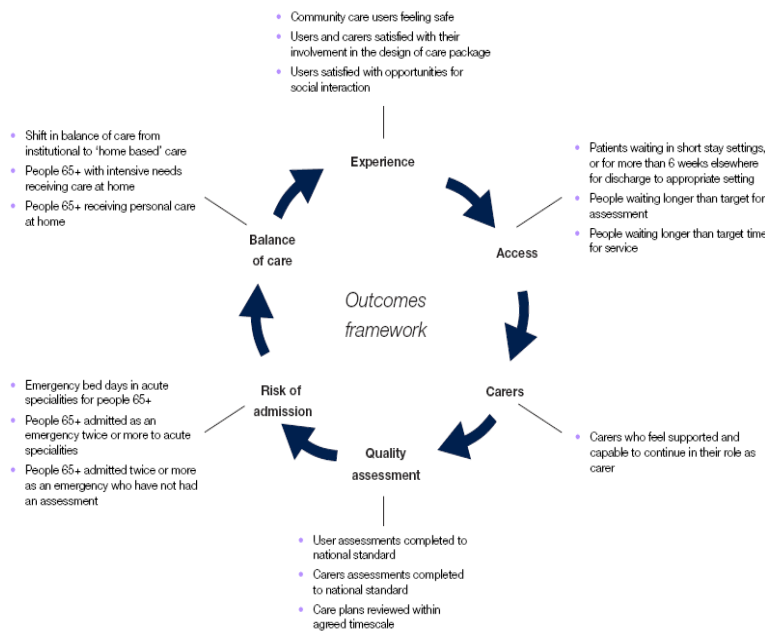 • Community care users feeling safe
• Users and carers satisfied with their
involvement in the design of care package
• Users satisfied with opportunities for
social interaction
Experience
• Patients waiting in short stay settings,
or for more than 6 weeks elsewhere
for discharge to appropriate setting
• People waiting longer than target for
assessment
• People waiting longer than target time
for service
Access
• Carers who feel supported and
capable to continue in their role as
carer
Carers
Quality
assessment
• User assessments completed to
national standard
• Carers assessments completed
to national standard
• Care plans reviewed within
agreed timescale
Risk of
admission
• Emergency bed days in acute
specialities for people 65+
• People 65+ admitted as an
emergency twice or more to acute
specialities
• People 65+ admitted twice or more
as an emergency who have not had
an assessment
Balance
of care
• Shift in balance of care from
institutional to ‘home based’ care
• People 65+ with intensive needs
receiving care at home
• People 65+ receiving personal care
at home
Outcomes
framework